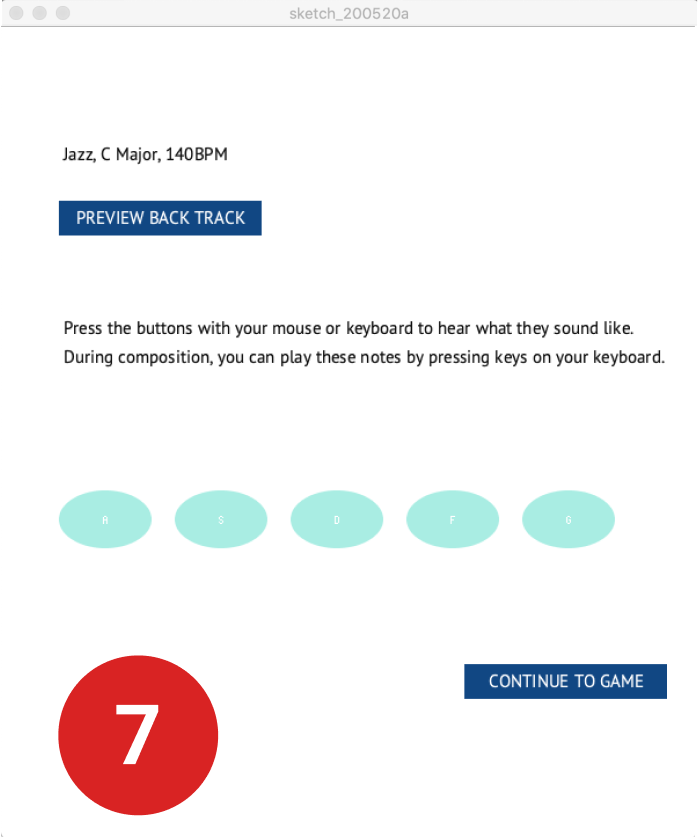 sketch_200520a
Jazz, C Major, 140BPM
PREVIEW BACK TRACK
Press the buttons with your mouse or keyboard to hear what they sound like.
During composition, you can play these notes by pressing keys on your keyboard.
A S D F G
CONTINUE TO GAME
7